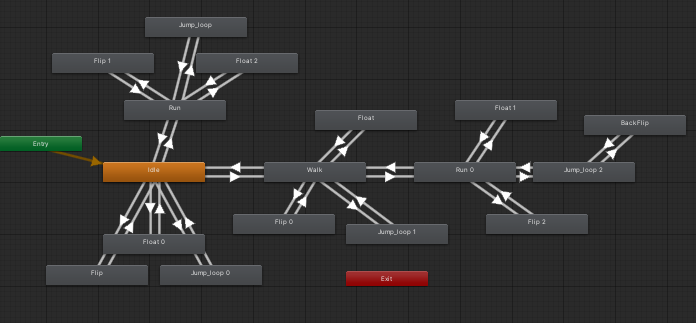 Jump_loop
Flip 1
Float 2
Run
Float
Float 1
BackFlip
Entry
Idle
Walk
Run 0
Jump_loop 2
Flip 0
Flip 2
Jump_loop 1
Float 0
Flip
Jump_loop 0
Exit